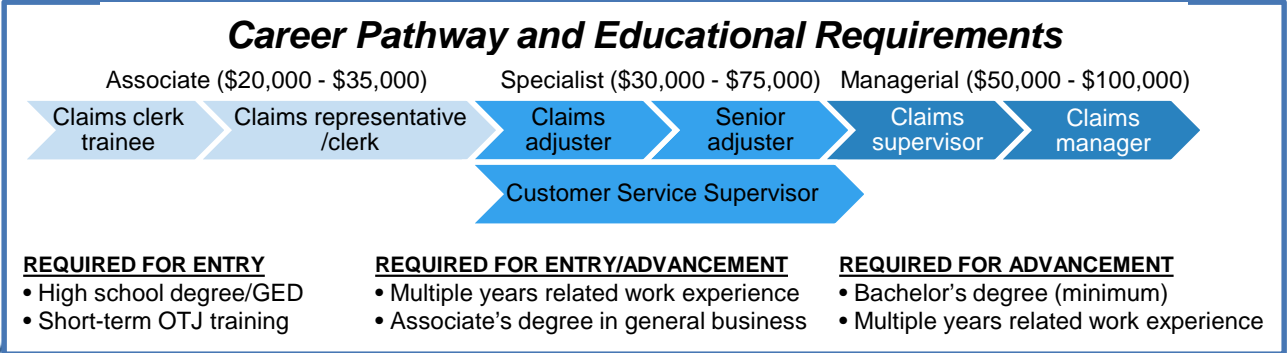 Career Pathway and Educational Requirements
Associate ($20,000 - $35,000)
Specialist ($30,000 - $75,000)
Managerial ($50,000 - $100,000)
Claims clerk
trainee
Claims representative
/clerk
Claims
adjuster
Senior
adjuster
Claims
supervisor
Claims
manager
Customer Service Supervisor
REQUIRED FOR ENTRY
• High school degree/GED
• Short-term OTJ training
REQUIRED FOR ENTRY/ADVANCEMENT
• Multiple years related work experience
• Associate's degree in general business
REQUIRED FOR ADVANCEMENT
• Bachelor's degree (minimum)
• Multiple years related work experience